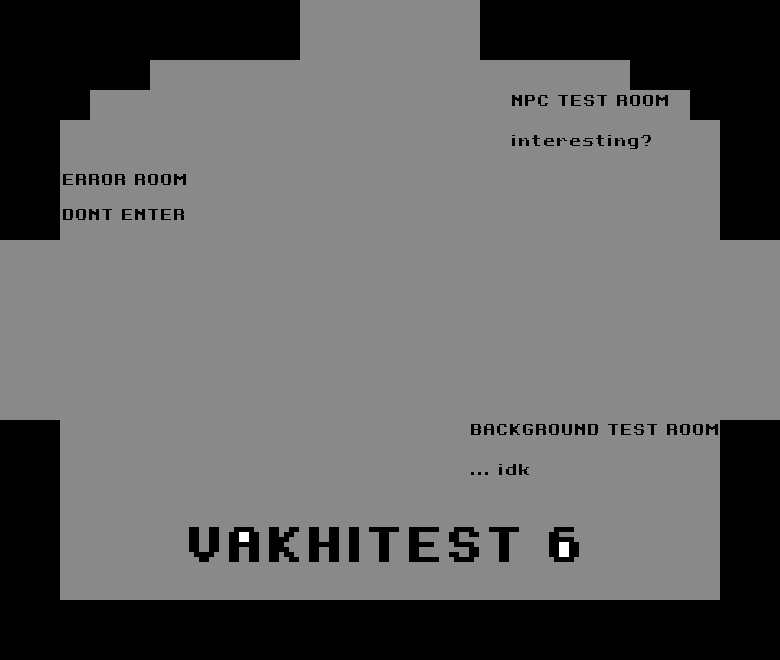 NPC TEST ROOM
interesting?
ERROR ROOM
DONT ENTER
BACKGROUND TEST ROOM
... idk
VAKHITEST 6